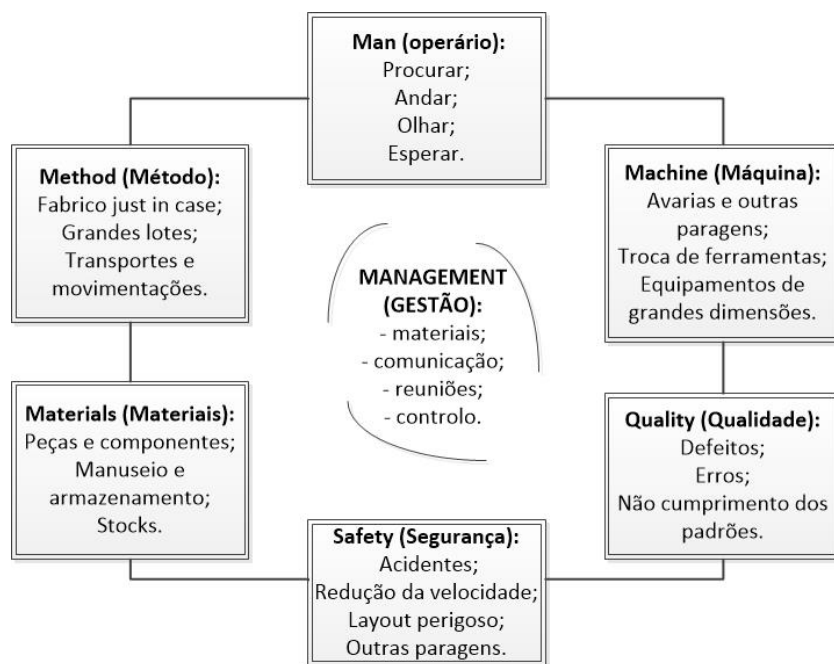 Man (operário):
Procurar;
Andar;
Olhar;
Esperar.
Method (Método):
Fabrico just in case;
Grandes lotes;
Transportes e
movimentações.
Machine (Máquina):
Avarias e outras
paragens;
Troca de ferramentas;
Equipamentos de
grandes dimensões.
MANAGEMENT
(GESTÃO):
- materiais;
- comunicação;
- reuniões;
- controlo.
Materials (Materiais):
Peças e componentes;
Manuseio e
armazenamento;
Stocks.
Quality (Qualidade):
Defeitos;
Erros;
Não cumprimento dos
padrões.
Safety (Segurança):
Acidentes;
Redução da velocidade;
Layout perigoso;
Outras paragens.